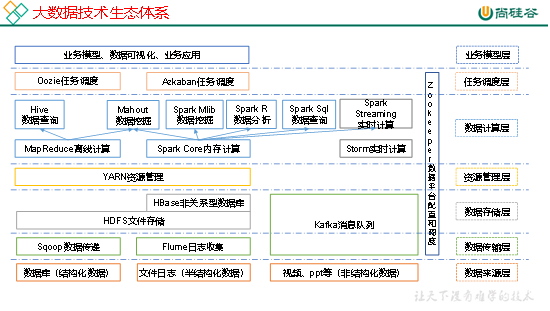 大数据技术生态体系
尚硅谷
业务模型、数据可视化、业务应用
业务模型层
Oozie任务调度
Azkaban任务调度
任务调度层
Hive
数据查询
Mahout
数据挖掘
Spark Mlib
数据挖掘
Spark R
数据分析
Spark Sql
数据查询
Spark
Streaming
实时计算
数据计算层
MapReduce离线计算
Spark Core内存计算
Storm实时计算
Zookeeper数据平台配置和调度
YARN资源管理
资源管理层
HBase非关系型数据库
HDFS文件存储
Kafka消息队列
数据存储层
Sqoop数据传递
Flume日志收集
数据传输层
数据库（结构化数据）
文件日志（半结构化数据）
视频、ppt等（非结构化数据）
数据来源层
让天下没有难学的技术